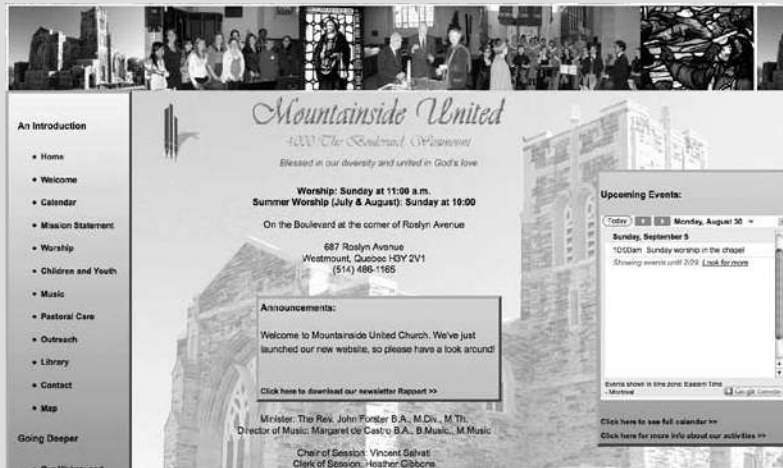 An Introduction
Home
Welcome
Calendar
Mission Statement
Worship
Children and Youth
Music
Pastoral Care
Outreach
Library
Contact
Map
Going Deeper
Mountainside United
4000 The Boulevard, Westmount
Blessed in our diversity and united in God's love
Worship: Sunday at 11:00 a.m.
Summer Worship (July & August): Sunday at 10:00
On the Boulevard at the corner of Roslyn Avenue
687 Roslyn Avenue
Westmount, Quebec H3Y 2V1
(514) 486-1165
Announcements:
Welcome to Mountainside United Church. We've just
launched our new website, so please have a look around!
Click here to download our newsletter Rapport >>
Minister: The Rev. John Forster B.A., M.Div., M.Th.
Director of Music: Margaret de Castro B.A., B.Music., M.Music
Chair of Session: Vincent Salvati
Clerk of Session: Heather Gibbons
Upcoming Events:
Today Monday, August 30
Sunday, September 5
10:00am Sunday worship in the chapel
Showing events until 2/29. Look for more
Events shown in time zone: Eastern Time
- Montreal
Google Calendar
Click here to see full calender >>
Click here for more info about our activities >>